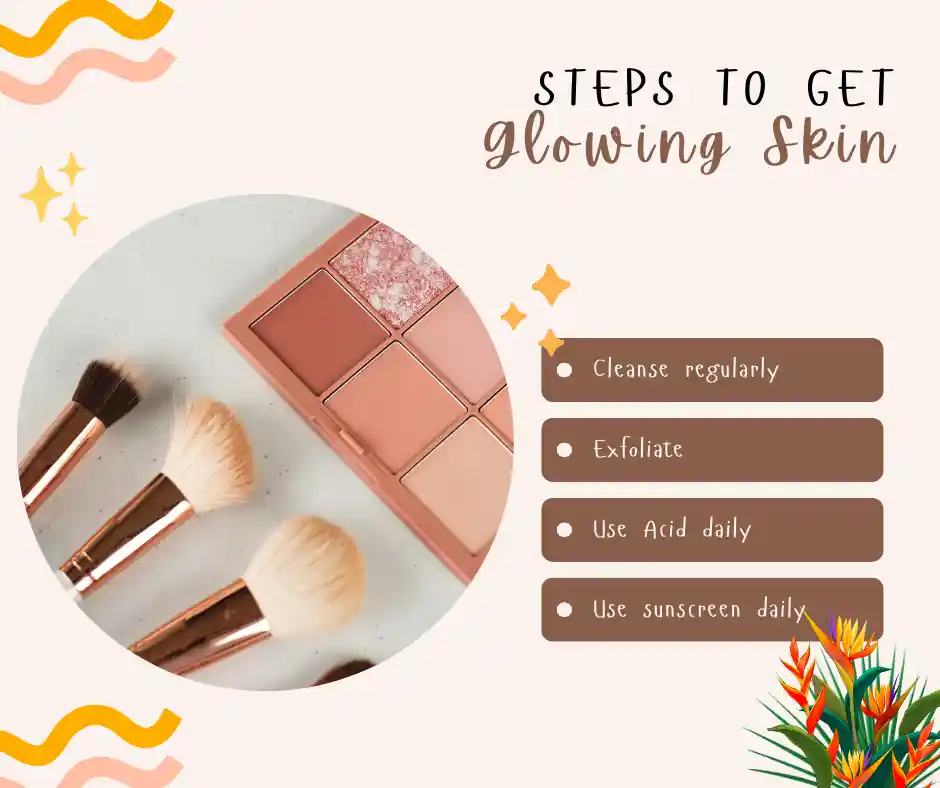 STEPS TO GET
Glowing Skin
Cleanse regularly
Exfoliate
Use Acid daily
Use sunscreen daily